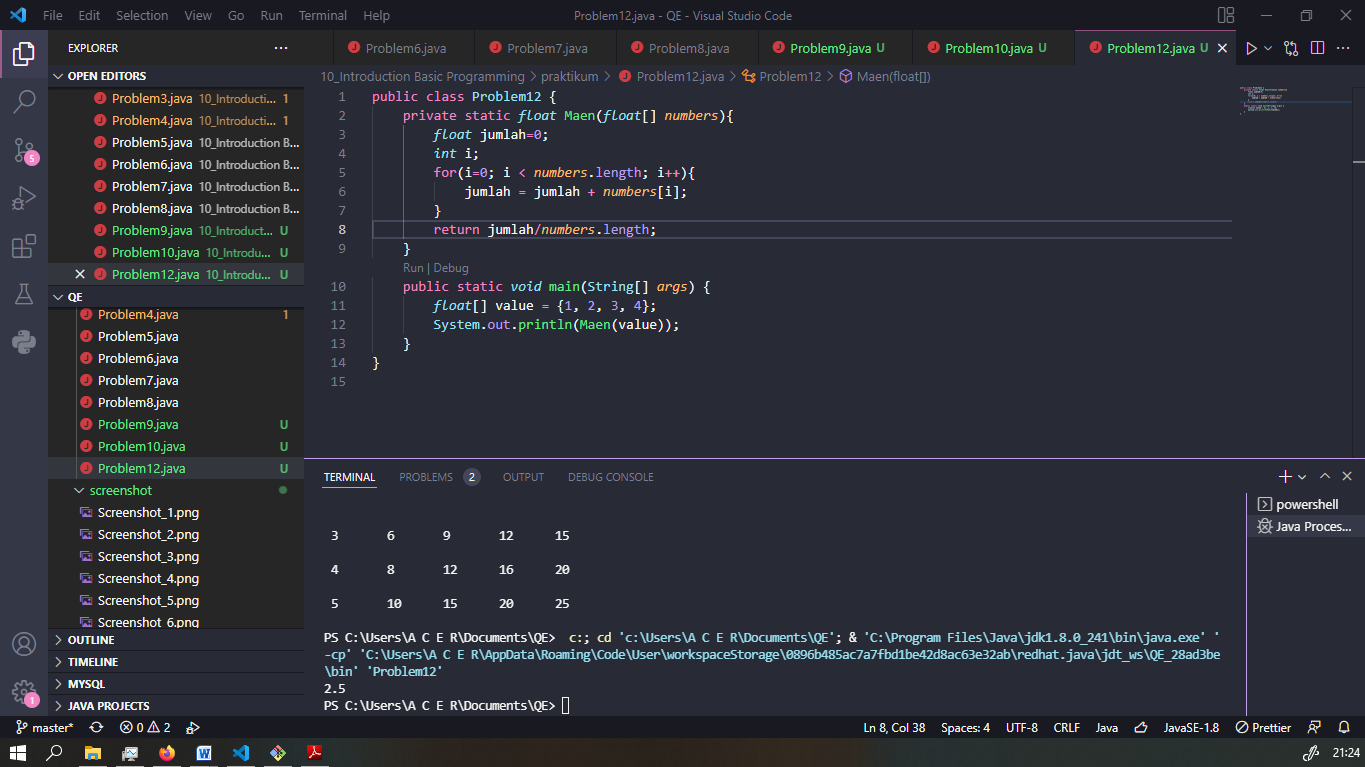 File Edit Selection View Go Run Terminal Help Problem12.java - QE - Visual Studio Code
EXPLORER
OPEN EDITORS
Problem3.java 10_Introducti... 1
Problem4.java 10_Introducti... 1
Problem5.java 10_Introduction B...
Problem6.java 10_Introduction B...
Problem7.java 10_Introduction B...
Problem8.java 10_Introduction B...
Problem9.java 10_Introduct... U
Problem10.java 10_Introdu... U
Problem12.java 10_Introdu... U
QE
Problem4.java 1
Problem5.java
Problem6.java
Problem7.java
Problem8.java
Problem9.java U
Problem10.java U
Problem12.java U
screenshot
Screenshot_1.png
Screenshot_2.png
Screenshot_3.png
Screenshot_4.png
Screenshot_5.png
Screenshot_6.png
OUTLINE
TIMELINE
MYSQL
JAVA PROJECTS
5
1
Problem6.java Problem7.java Problem8.java Problem9.java U Problem10.java U Problem12.java U
10_Introduction Basic Programming > praktikum > Problem12.java > Problem12 > Maen(float[])
1 public class Problem12 {
2 private static float Maen(float[] numbers){
3 float jumlah=0;
4 int i;
5 for(i=0; i < numbers.length; i++){
6 jumlah = jumlah + numbers[i];
7 }
8 return jumlah/numbers.length;
9 }
Run | Debug
10 public static void main(String[] args) {
11 float[] value = {1, 2, 3, 4};
12 System.out.println(Maen(value));
13 }
14 }
15
TERMINAL PROBLEMS 2 OUTPUT DEBUG CONSOLE
3 6 9 12 15
4 8 12 16 20
5 10 15 20 25
PS C:\Users\A C E R\Documents\QE> c:; cd 'c:\Users\A C E R\Documents\QE'; & 'C:\Program Files\Java\jdk1.8.0_241\bin\java.exe' '
-cp' 'C:\Users\A C E R\AppData\Roaming\Code\User\workspaceStorage\0896b485ac7a7fbd1be42d8ac63e32ab\redhat.java\jdt_ws\QE_28ad3be
\bin' 'Problem12'
2.5
PS C:\Users\A C E R\Documents\QE>
powershell
Java Proces...
master* 0 2 Ln 8, Col 38 Spaces: 4 UTF-8 CRLF Java JavaSE-1.8 Prettier
21:24